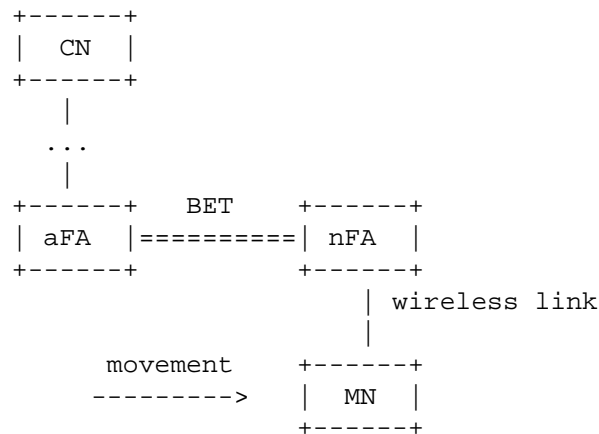 +------+
|  CN  |
+------+
   |
  ...
   |
+------+   BET    +------+
| aFA  |==========| nFA  |
+------+          +------+
                     | wireless link
                     |
    movement      +------+
   --------->     |  MN  |
                  +------+